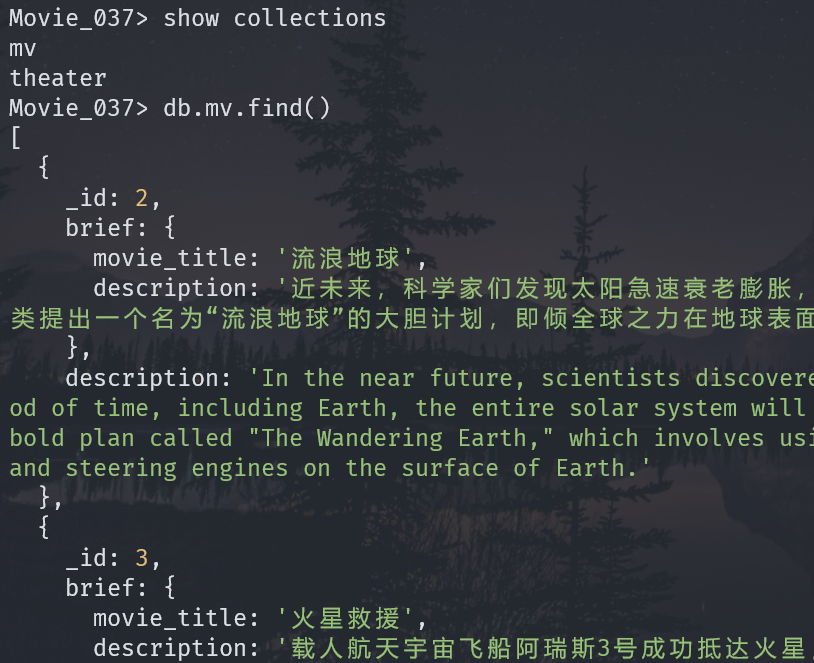 Movie_037> show collections
mv
theater
Movie_037> db.mv.find()
[
  {
    _id: 2,
    brief: {
      movie_title: '流浪地球',
      description: '近未来，科学家们发现太阳急速衰老膨胀，
类提出一个名为“流浪地球”的大胆计划，即倾全球之力在地球表面
    },
    description: 'In the near future, scientists discovere
od of time, including Earth, the entire solar system will
bold plan called "The Wandering Earth," which involves usi
and steering engines on the surface of Earth.'
  },
  {
    _id: 3,
    brief: {
      movie_title: '火星救援',
      description: '载人航天宇宙飞船阿瑞斯3号成功抵达火星，